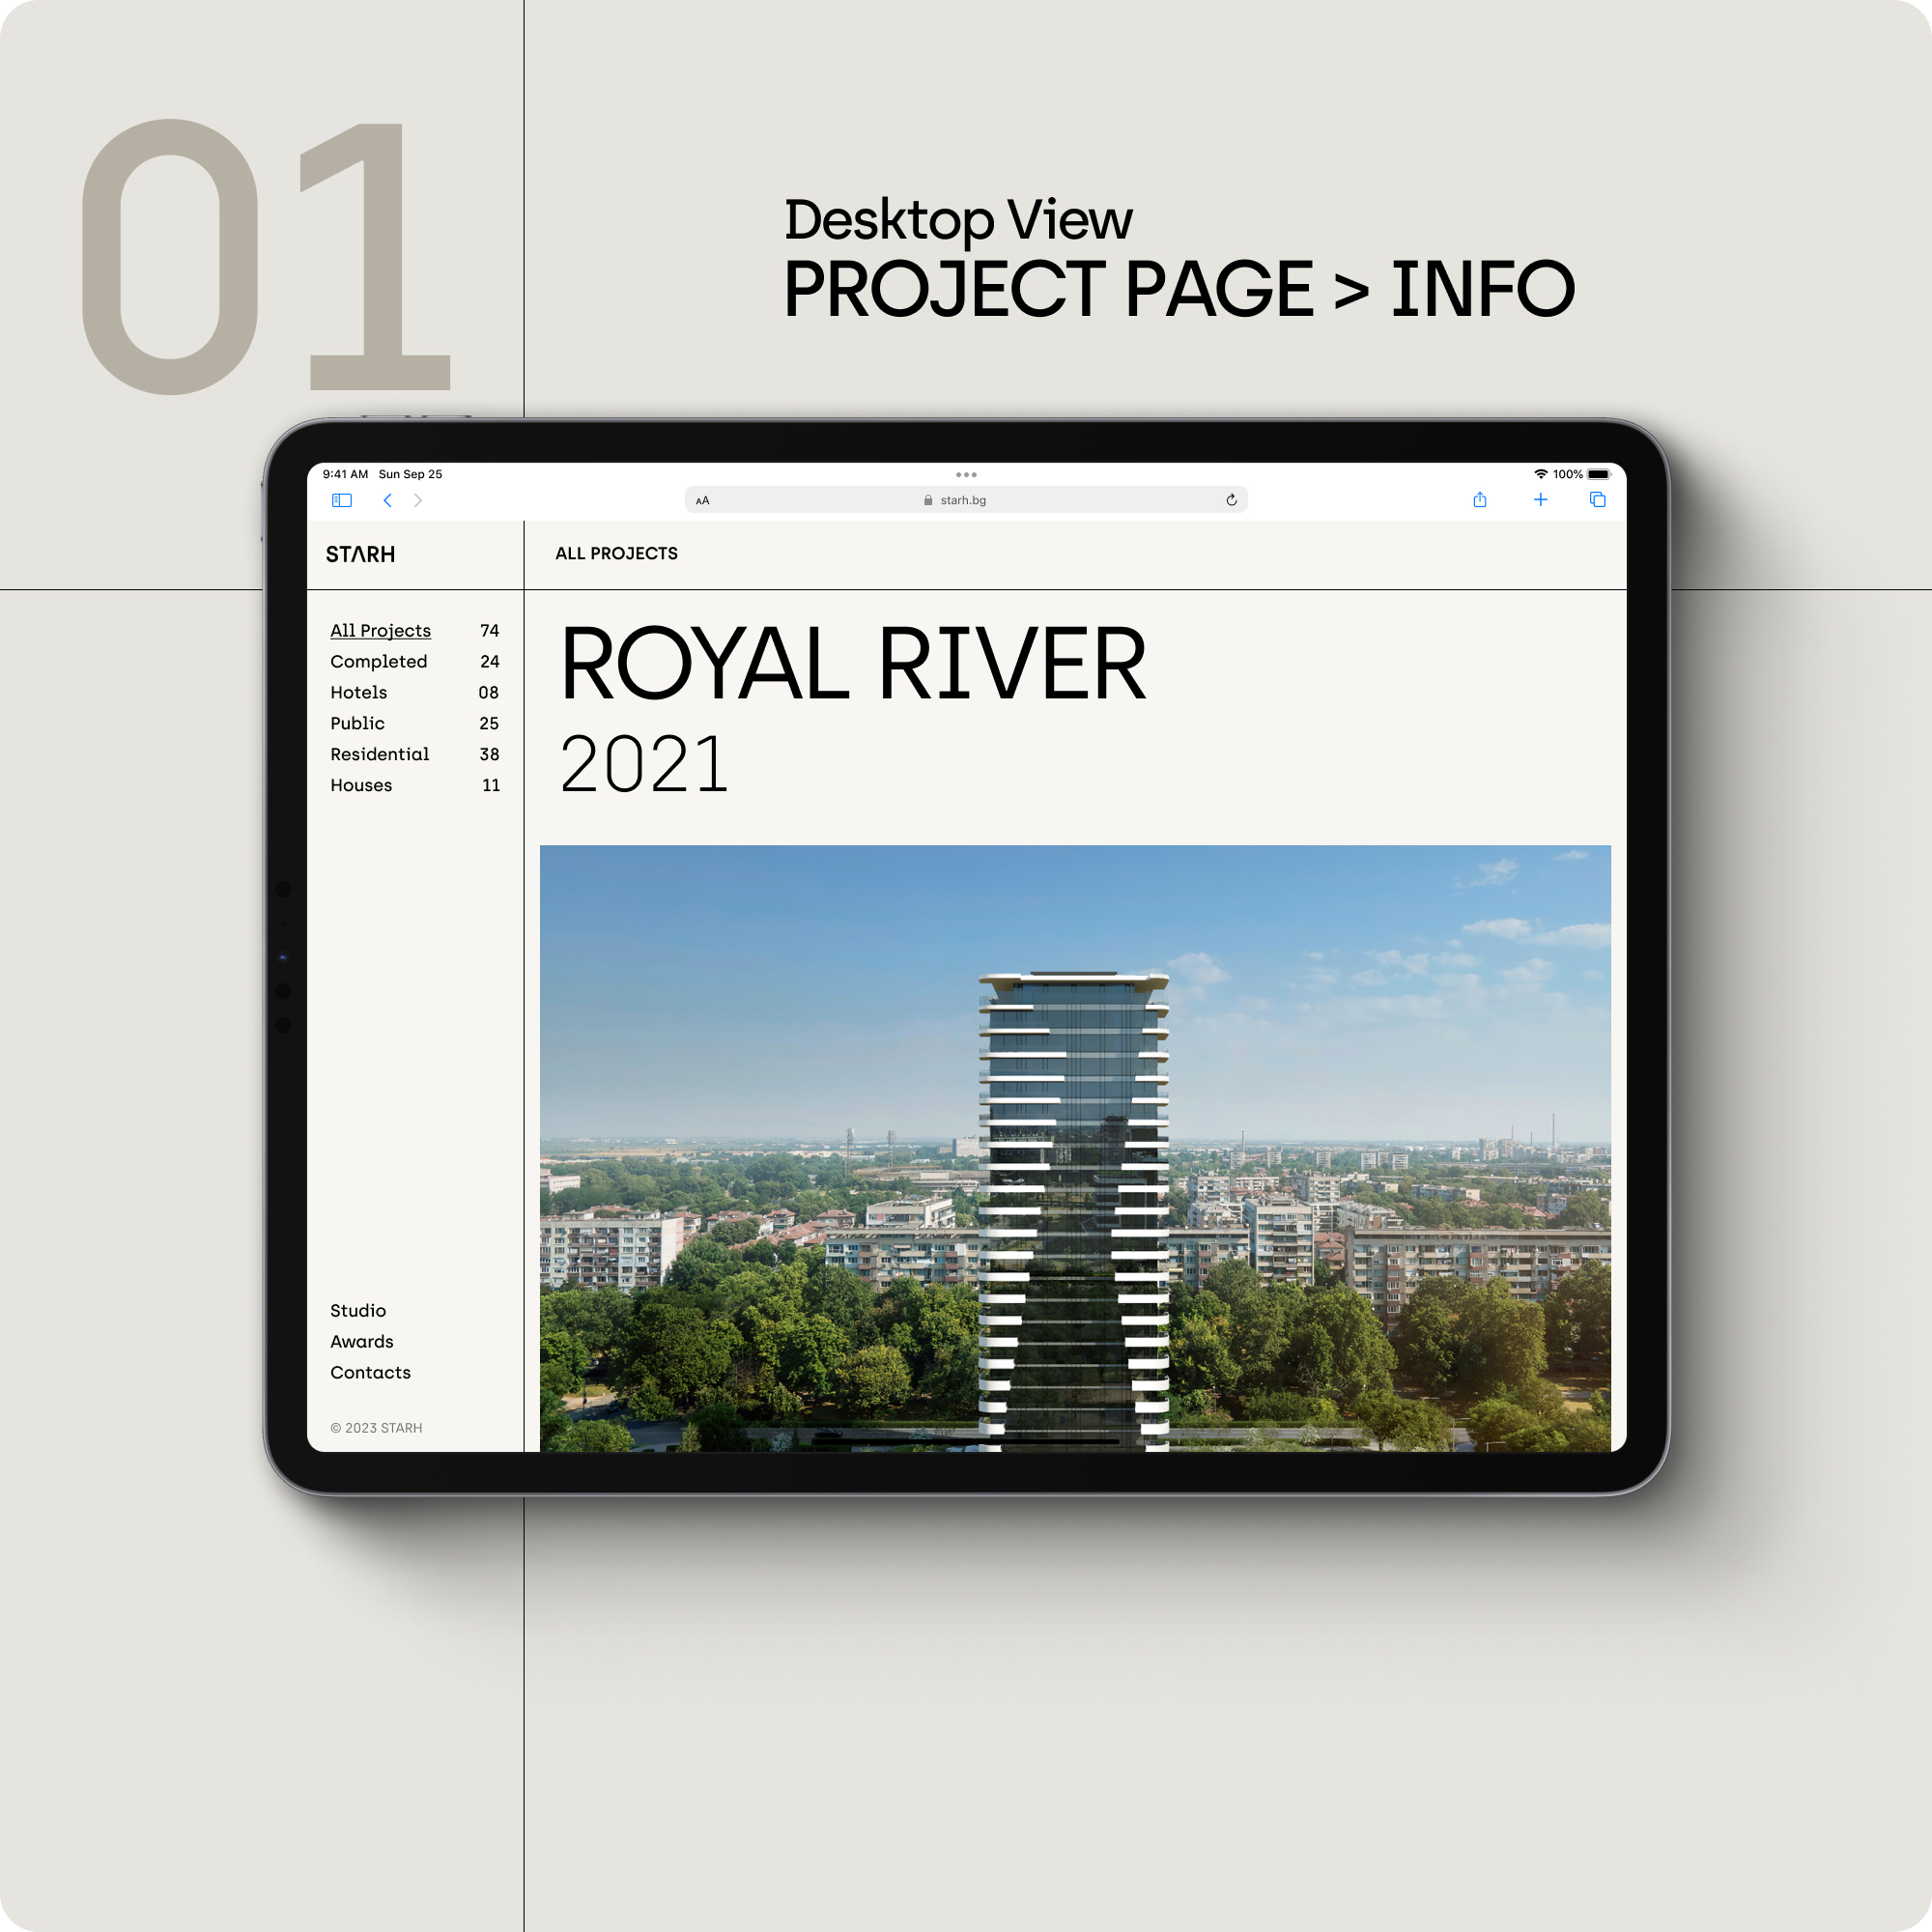 01
Desktop View
PROJECT PAGE > INFO
9:41 AM Sun Sep 25
100%
AA
starh.bg
STΛRH
ALL PROJECTS
All Projects 74
Completed 24
Hotels 08
Public 25
Residential 38
Houses 11
ROYAL RIVER
2021
Studio
Awards
Contacts
© 2023 STARH